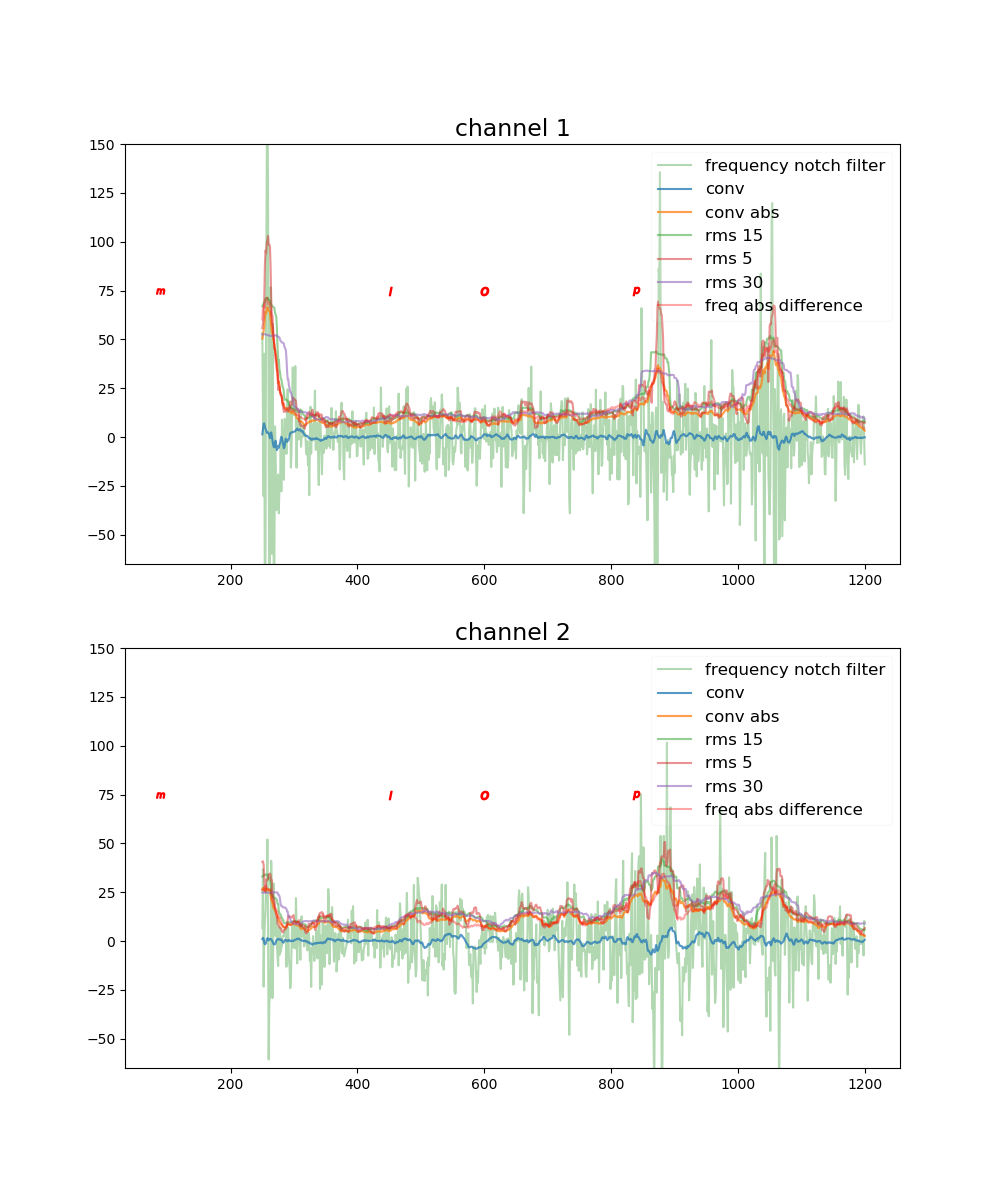 channel 1
150
125
100
75
50
25
0
−25
−50
frequency notch filter
conv
conv abs
rms 15
rms 5
rms 30
freq abs difference
m l o p
200 400 600 800 1000 1200
channel 2
150
125
100
75
50
25
0
−25
−50
frequency notch filter
conv
conv abs
rms 15
rms 5
rms 30
freq abs difference
m l o p
200 400 600 800 1000 1200